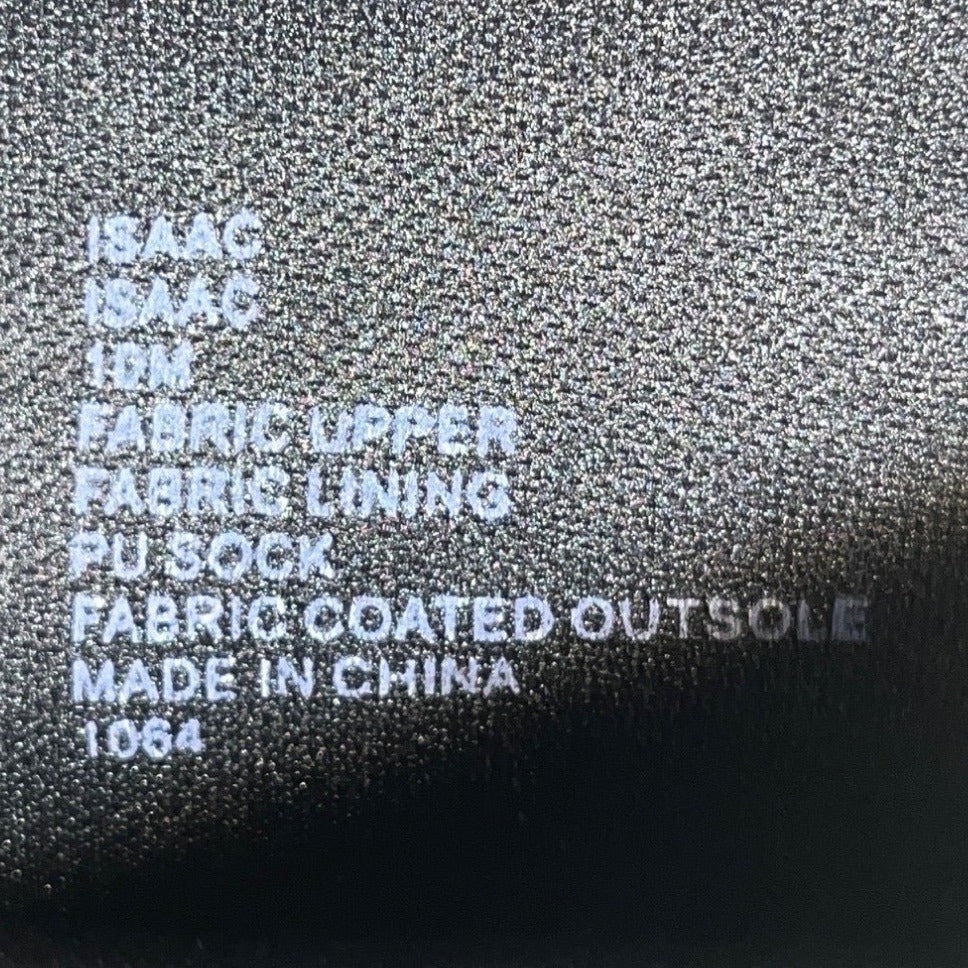 ISAAC
ISAAC
10M
FABRIC UPPER
FABRIC LINING
PU SOCK
FABRIC COATED OUTSOLE
MADE IN CHINA
1064